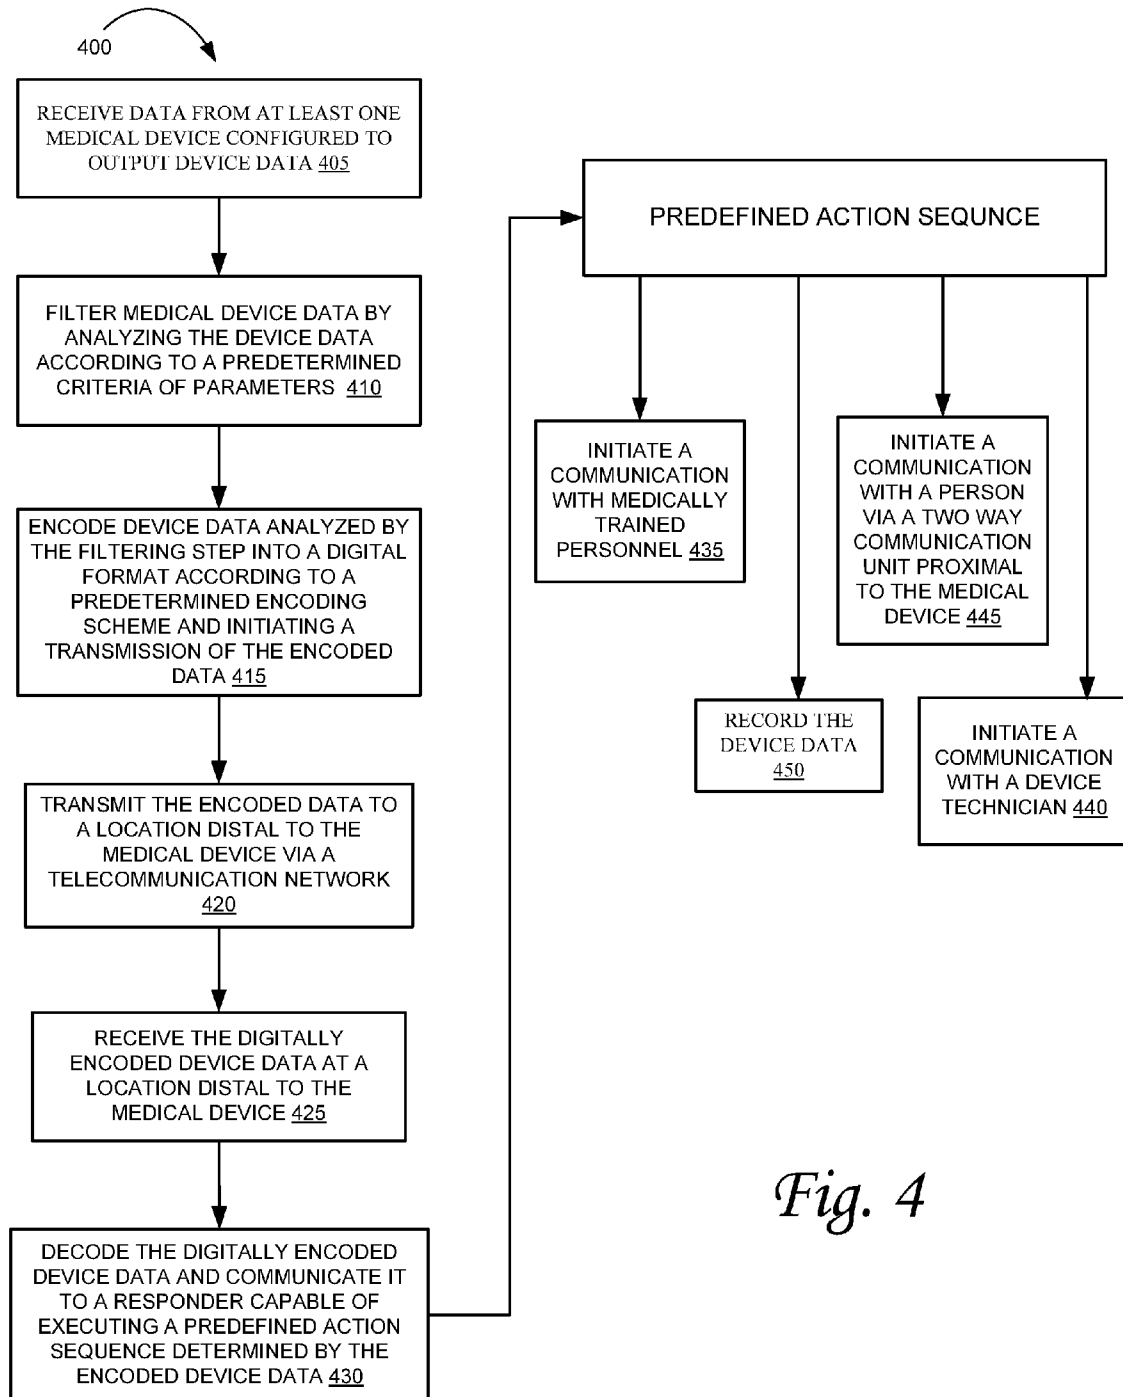 400
RECEIVE DATA FROM AT LEAST ONE
MEDICAL DEVICE CONFIGURED TO
OUTPUT DEVICE DATA 405
FILTER MEDICAL DEVICE DATA BY
ANALYZING THE DEVICE DATA
ACCORDING TO A PREDETERMINED
CRITERIA OF PARAMETERS 410
ENCODE DEVICE DATA ANALYZED BY
THE FILTERING STEP INTO A DIGITAL
FORMAT ACCORDING TO A
PREDETERMINED ENCODING
SCHEME AND INITIATING A
TRANSMISSION OF THE ENCODED
DATA 415
TRANSMIT THE ENCODED DATA TO
A LOCATION DISTAL TO THE
MEDICAL DEVICE VIA A
TELECOMMUNICATION NETWORK
420
RECEIVE THE DIGITALLY
ENCODED DEVICE DATA AT A
LOCATION DISTAL TO THE
MEDICAL DEVICE 425
DECODE THE DIGITALLY ENCODED
DEVICE DATA AND COMMUNICATE IT
TO A RESPONDER CAPABLE OF
EXECUTING A PREDEFINED ACTION
SEQUENCE DETERMINED BY THE
ENCODED DEVICE DATA 430
PREDEFINED ACTION SEQUNCE
INITIATE A
COMMUNICATION
WITH MEDICALLY
TRAINED
PERSONNEL 435
INITIATE A
COMMUNICATION
WITH A PERSON
VIA A TWO WAY
COMMUNICATION
UNIT PROXIMAL
TO THE MEDICAL
DEVICE 445
RECORD THE
DEVICE DATA
450
INITIATE A
COMMUNICATION
WITH A DEVICE
TECHNICIAN 440
Fig. 4